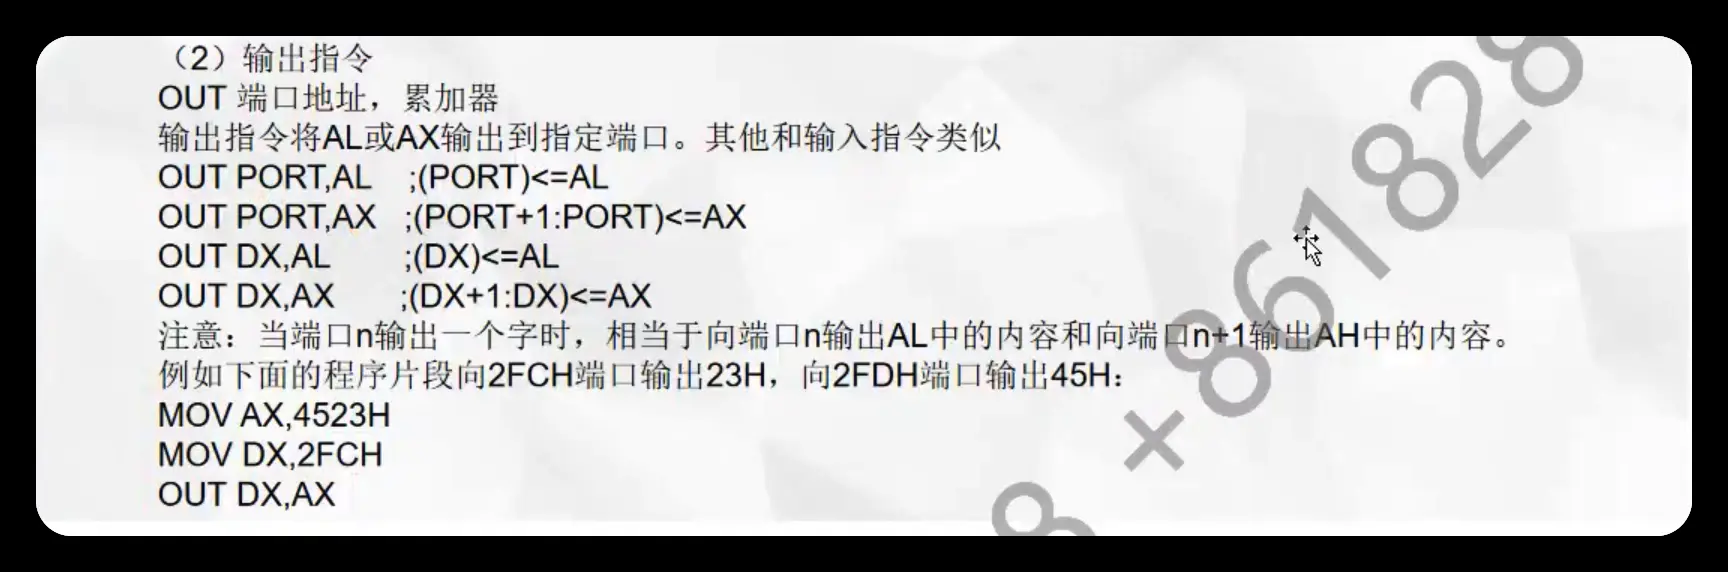 （2）输出指令
OUT 端口地址，累加器
输出指令将AL或AX输出到指定端口。其他和输入指令类似
OUT PORT,AL ;(PORT)<=AL
OUT PORT,AX ;(PORT+1:PORT)<=AX
OUT DX,AL ;(DX)<=AL
OUT DX,AX ;(DX+1:DX)<=AX
注意：当端口n输出一个字时，相当于向端口n输出AL中的内容和向端口n+1输出AH中的内容。
例如下面的程序片段向2FCH端口输出23H，向2FDH端口输出45H：
MOV AX,4523H
MOV DX,2FCH
OUT DX,AX